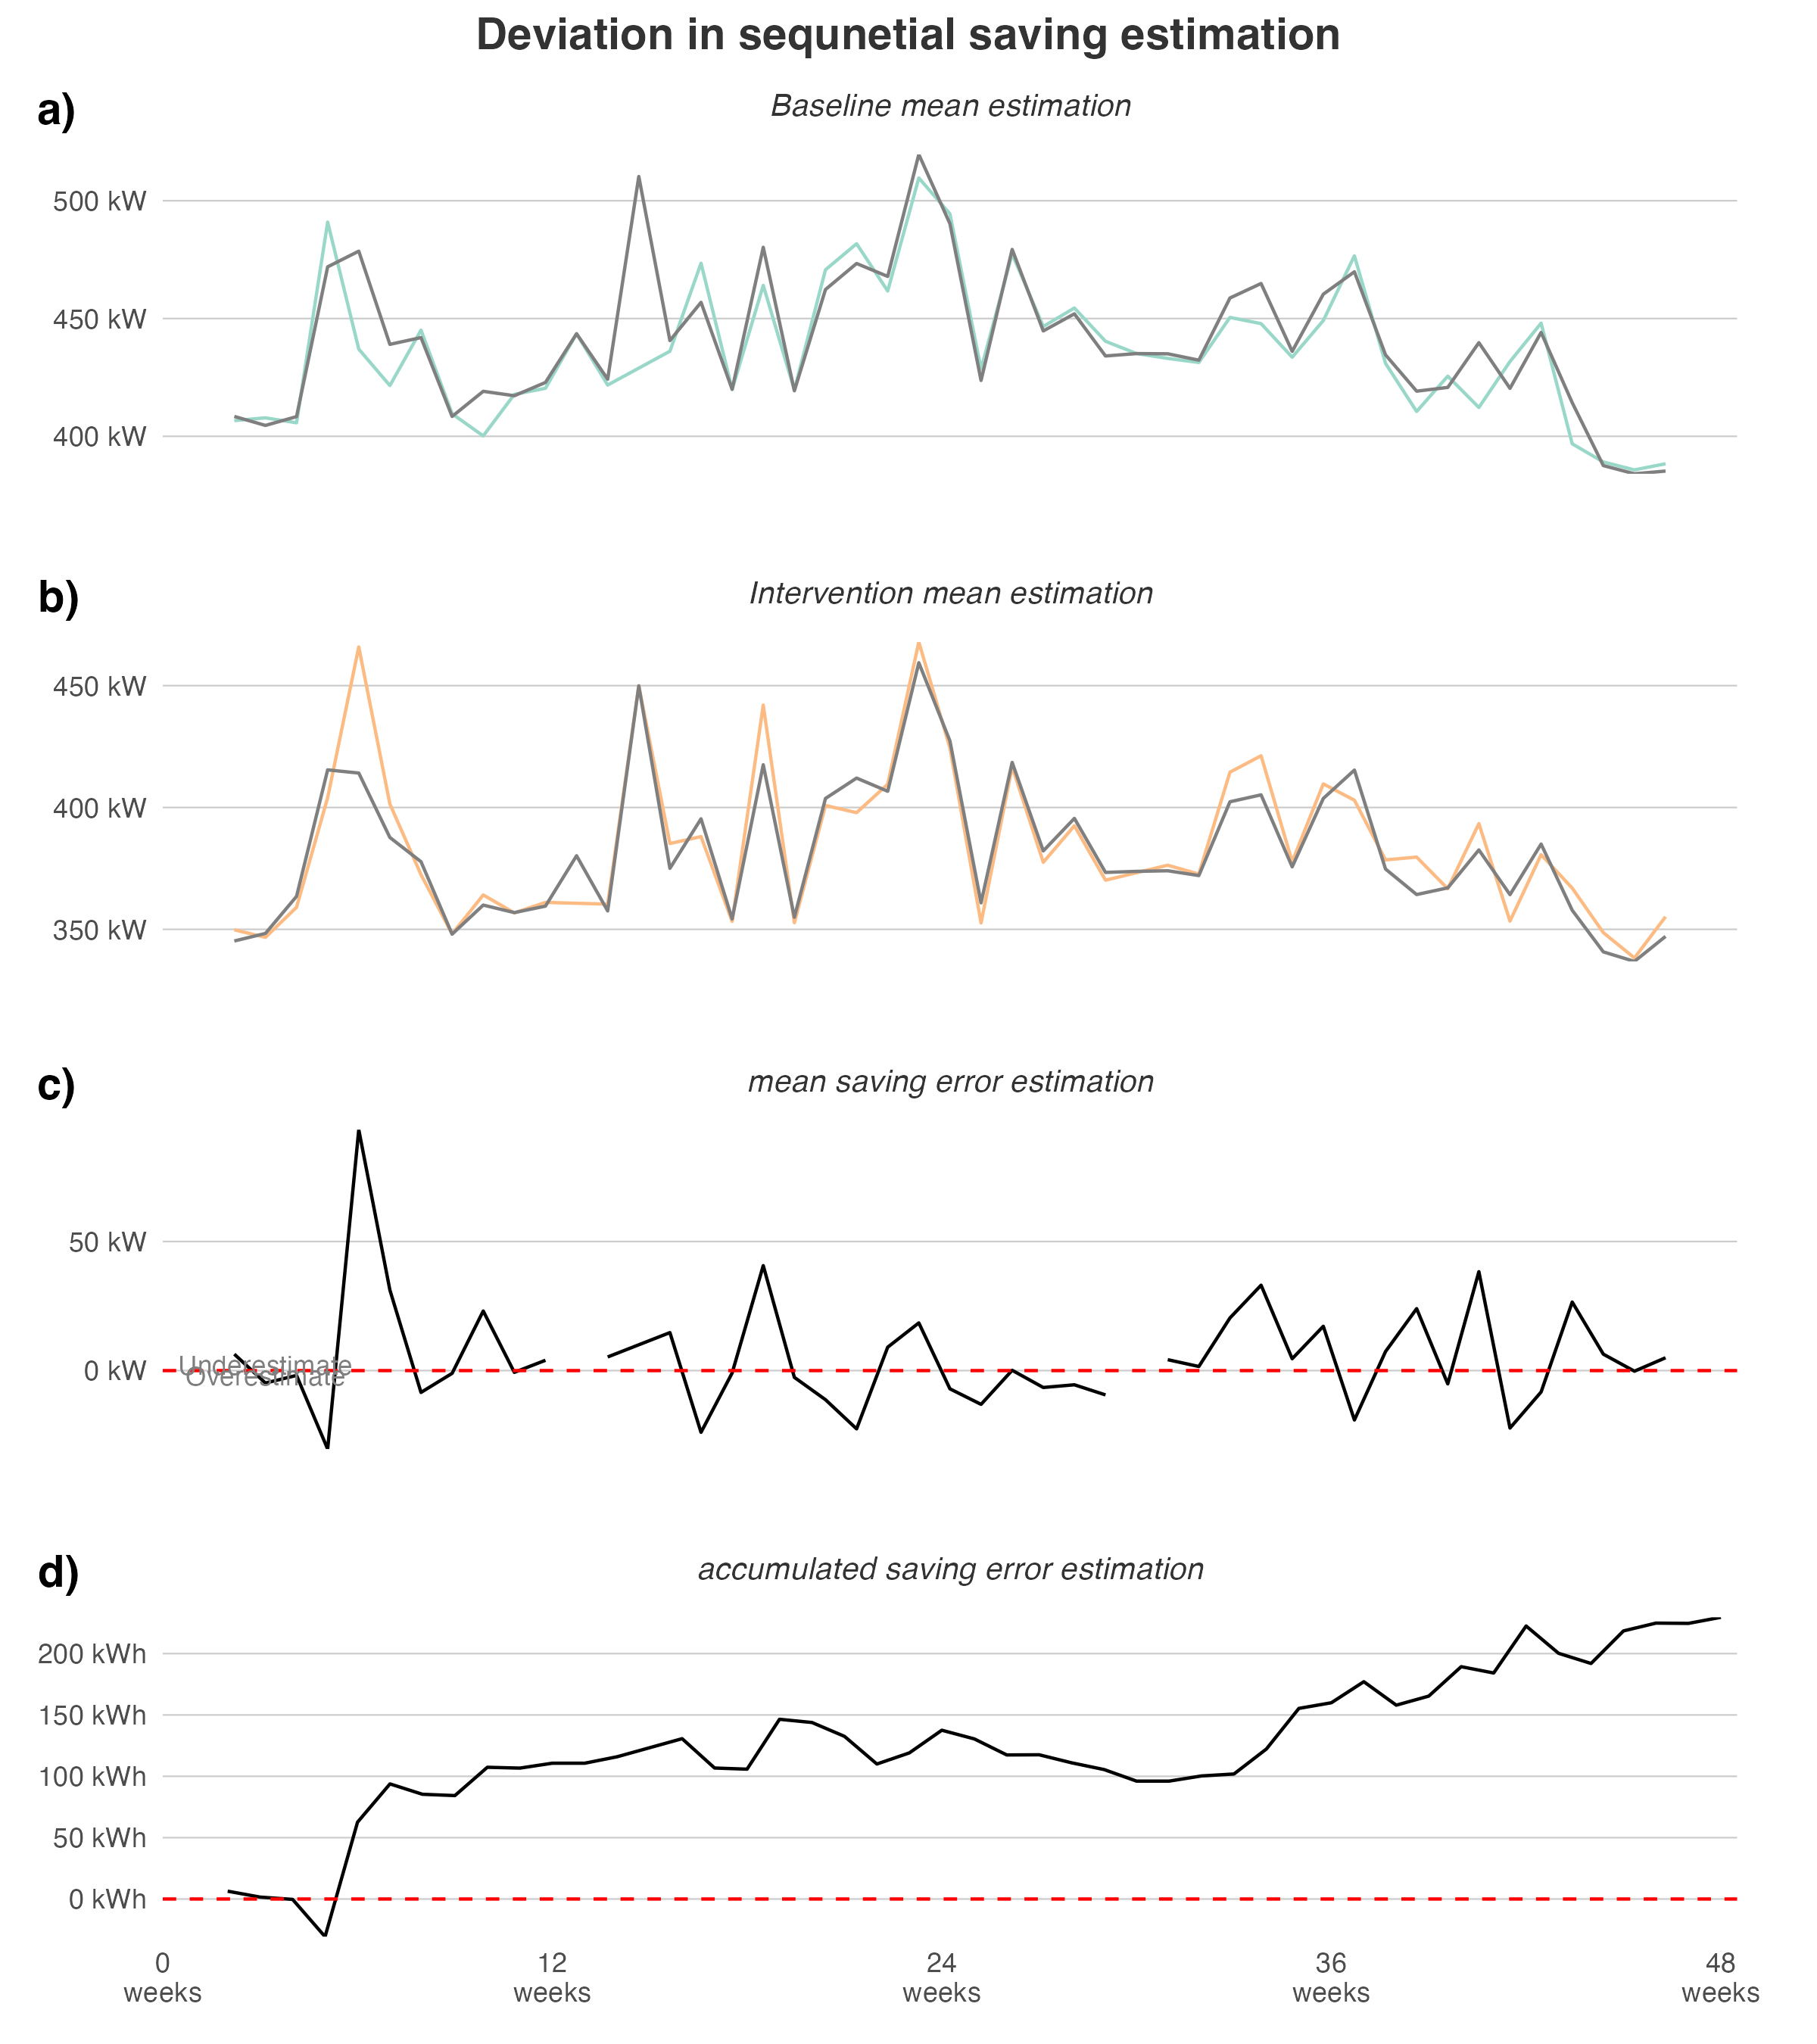 Deviation in sequnetial saving estimation
a)
Baseline mean estimation
500 kW
450 kW
400 kW
b)
Intervention mean estimation
450 kW
400 kW
350 kW
c)
mean saving error estimation
50 kW
0 kW
Underestimate
Overestimate
d)
accumulated saving error estimation
200 kWh
150 kWh
100 kWh
50 kWh
0 kWh
0 12 24 36 48
weeks weeks weeks weeks weeks